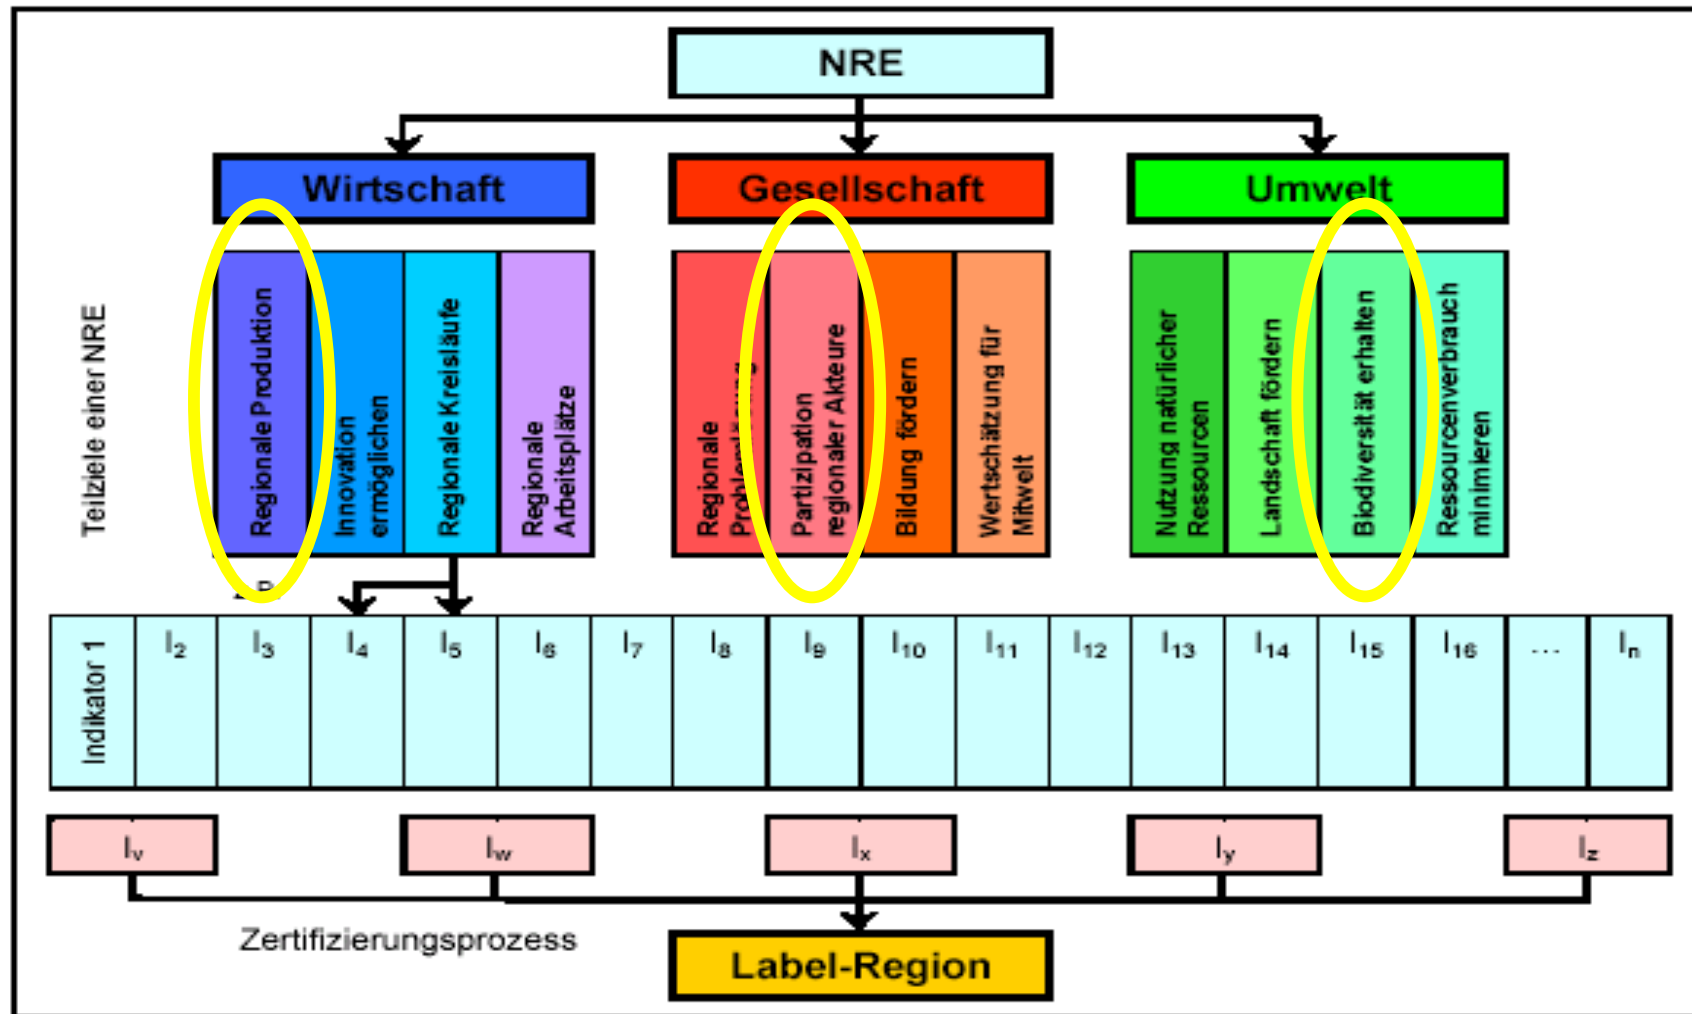 NRE
Wirtschaft
Gesellschaft
Umwelt
Teilziele einer NRE
Regionale Produktion
Innovation
ermöglichen
Regionale Kreisläufe
Regionale
Arbeitsplätze
Regionale
Problemlösung
Partizipation
regionaler Akteure
Bildung fördern
Wertschätzung für
Mitwelt
Nutzung natürlicher
Ressourcen
Landschaft fördern
Biodiversität erhalten
Ressourcenverbrauch
minimieren
Indikator 1
I2
I3
I4
I5
I6
I7
I8
I9
I10
I11
I12
I13
I14
I15
I16
...
In
Iv
Iw
Ix
Iy
Iz
Zertifizierungsprozess
Label-Region